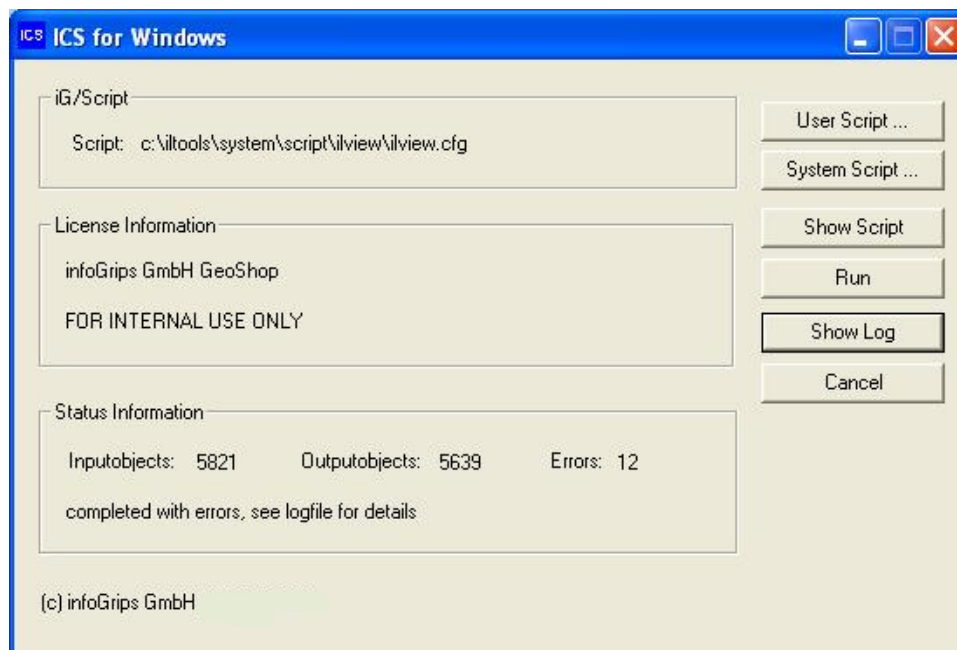 ICS ICS for Windows
iG/Script
Script: c:\iltools\system\script\ilview\ilview.cfg
User Script ...
System Script ...
License Information
infoGrips GmbH GeoShop
FOR INTERNAL USE ONLY
Show Script
Run
Show Log
Cancel
Status Information
Inputobjects: 5821 Outputobjects: 5639 Errors: 12
completed with errors, see logfile for details
(c) infoGrips GmbH